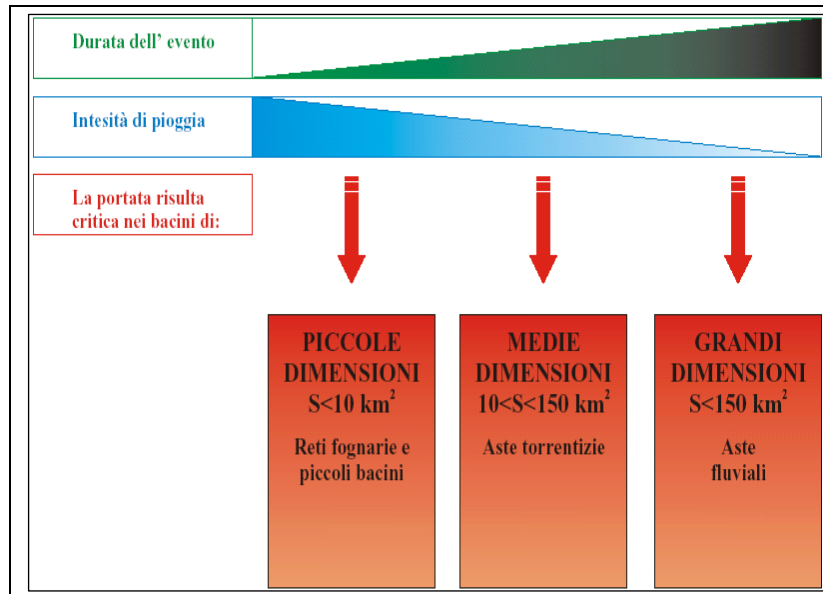 Durata dell' evento
Intesità di pioggia
La portata risulta
critica nei bacini di:
PICCOLE
DIMENSIONI
S<10 km²
Reti fognarie e
piccoli bacini
MEDIE
DIMENSIONI
10<S<150 km²
Aste torrentizie
GRANDI
DIMENSIONI
S<150 km²
Aste
fluviali